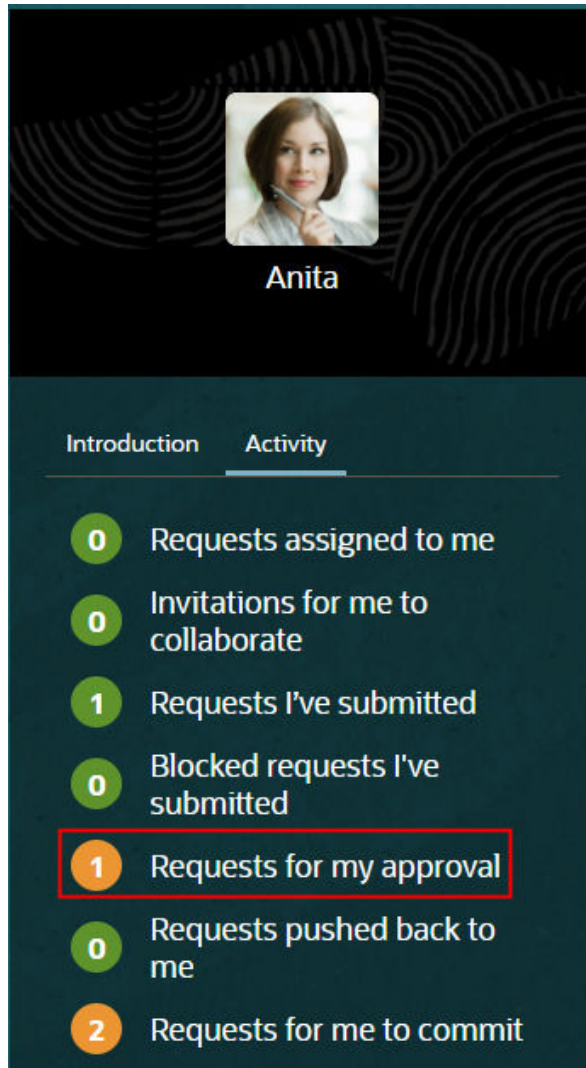 Anita
Introduction Activity
0 Requests assigned to me
0 Invitations for me to
collaborate
1 Requests I’ve submitted
0 Blocked requests I've
submitted
1 Requests for my approval
0 Requests pushed back to
me
2 Requests for me to commit